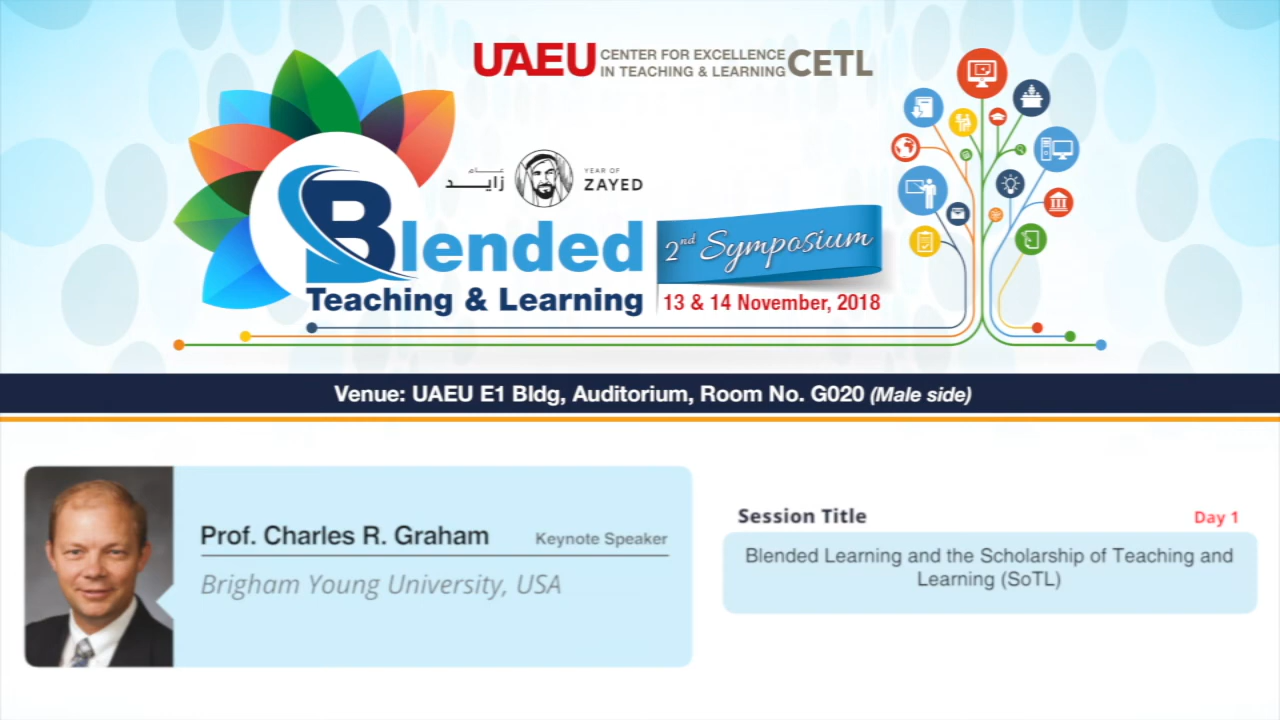 UAEU CENTER FOR EXCELLENCE
IN TEACHING & LEARNING CETL
عـــام
زايـــد
YEAR OF
ZAYED
Blended
Teaching & Learning
2nd Symposium
13 & 14 November, 2018
Venue: UAEU E1 Bldg, Auditorium, Room No. G020 (Male side)
Prof. Charles R. Graham Keynote Speaker
Brigham Young University, USA
Session Title Day 1
Blended Learning and the Scholarship of Teaching and
Learning (SoTL)